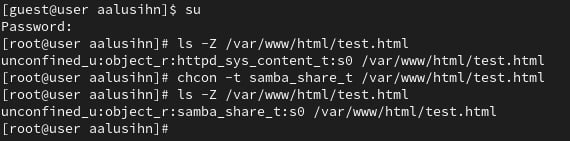 [guest@user aalusihn]$ su
Password:
[root@user aalusihn]# ls -Z /var/www/html/test.html
unconfined_u:object_r:httpd_sys_content_t:s0 /var/www/html/test.html
[root@user aalusihn]# chcon -t samba_share_t /var/www/html/test.html
[root@user aalusihn]# ls -Z /var/www/html/test.html
unconfined_u:object_r:samba_share_t:s0 /var/www/html/test.html
[root@user aalusihn]#